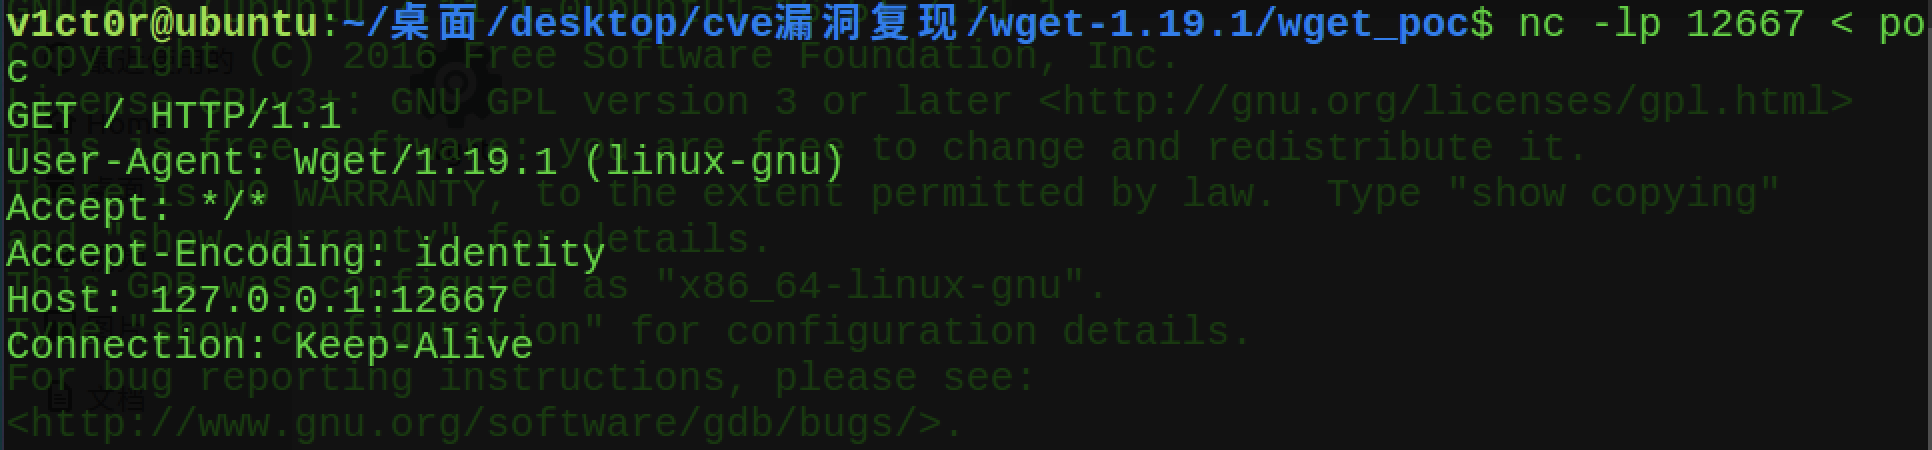 v1ct0r@ubuntu:~/桌面/desktop/cve漏洞复现/wget-1.19.1/wget_poc$ nc -lp 12667 < po
Copyright (C) 2016 Free Software Foundation, Inc.
c
License GPLv3+: GNU GPL version 3 or later <http://gnu.org/licenses/gpl.html>
GET / HTTP/1.1
This is free software: you are free to change and redistribute it.
User-Agent: Wget/1.19.1 (linux-gnu)
There is NO WARRANTY, to the extent permitted by law.  Type "show copying"
Accept: */*
and "show warranty" for details.
Accept-Encoding: identity
This GDB was configured as "x86_64-linux-gnu".
Host: 127.0.0.1:12667
Type "show configuration" for configuration details.
Connection: Keep-Alive
For bug reporting instructions, please see:
文档
<http://www.gnu.org/software/gdb/bugs/>.